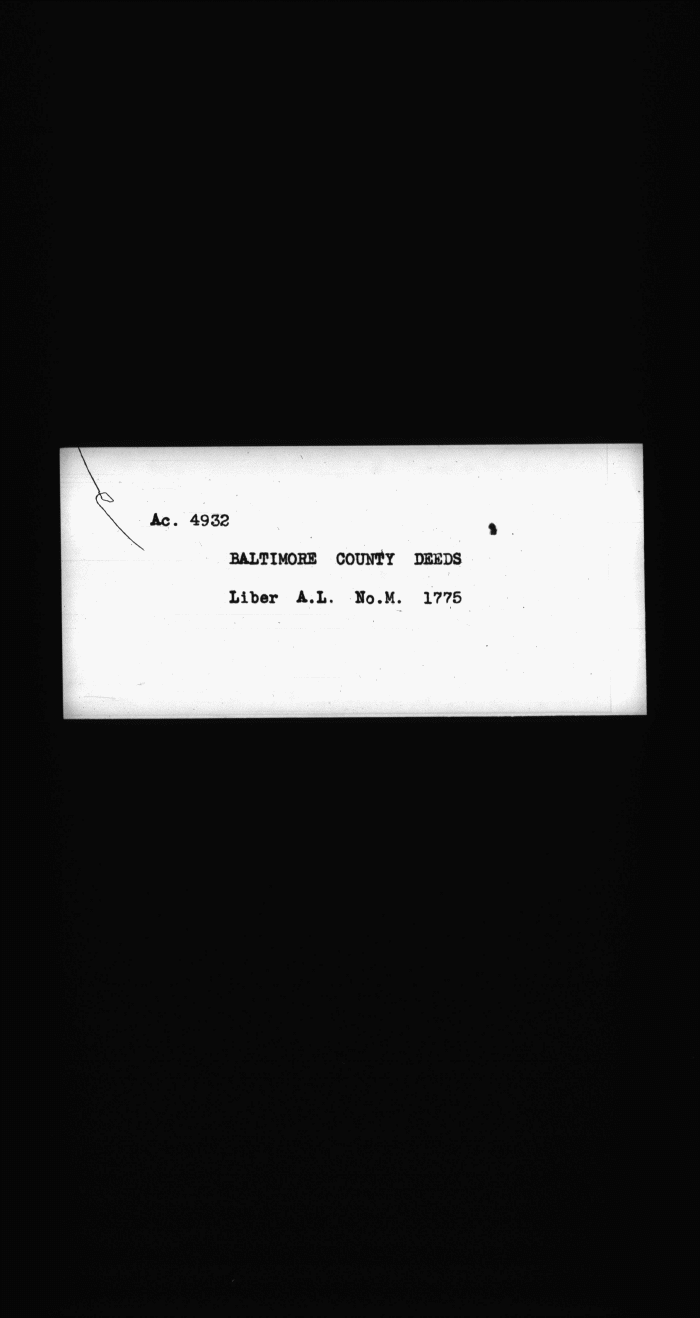 Ac. 4932
BALTIMORE COUNTY DEEDS
Liber A.L. No.M. 1775